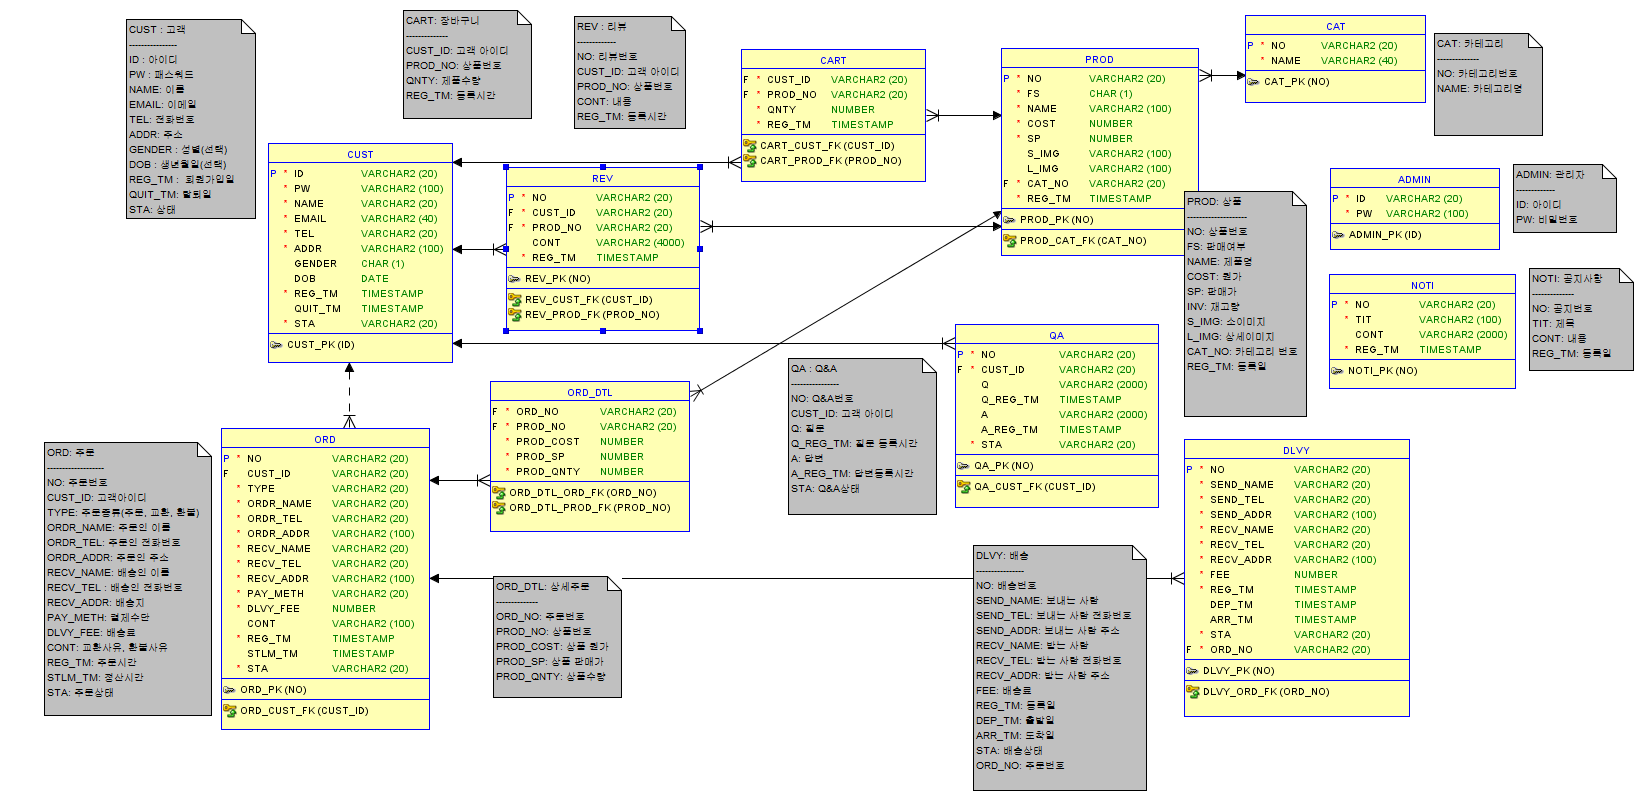 CUST : 고객
----------------
ID : 아이디
PW : 패스워드
NAME: 이름
EMAIL: 이메일
TEL: 전화번호
ADDR: 주소
GENDER : 성별(선택)
DOB : 생년월일(선택)
REG_TM : 회원가입일
QUIT_TM: 탈퇴일
STA: 상태
CART: 장바구니
--------------
CUST_ID: 고객 아이디
PROD_NO: 상품번호
QNTY: 제품수량
REG_TM: 등록시간
REV : 리뷰
-------------
NO: 리뷰번호
CUST_ID: 고객 아이디
PROD_NO: 상품번호
CONT: 내용
REG_TM: 등록시간
CART
F * CUST_ID VARCHAR2 (20)
F * PROD_NO VARCHAR2 (20)
* QNTY NUMBER
* REG_TM TIMESTAMP
CART_CUST_FK (CUST_ID)
CART_PROD_FK (PROD_NO)
PROD
P * NO VARCHAR2 (20)
* FS CHAR (1)
* NAME VARCHAR2 (100)
* COST NUMBER
* SP NUMBER
S_IMG VARCHAR2 (100)
L_IMG VARCHAR2 (100)
F * CAT_NO VARCHAR2 (20)
* REG_TM TIMESTAMP
PROD_PK (NO)
PROD_CAT_FK (CAT_NO)
CAT
P * NO VARCHAR2 (20)
* NAME VARCHAR2 (40)
CAT_PK (NO)
CAT: 카테고리
--------------
NO: 카테고리번호
NAME: 카테고리명
CUST
P * ID VARCHAR2 (20)
* PW VARCHAR2 (100)
* NAME VARCHAR2 (20)
* EMAIL VARCHAR2 (40)
* TEL VARCHAR2 (20)
* ADDR VARCHAR2 (100)
GENDER CHAR (1)
DOB DATE
* REG_TM TIMESTAMP
QUIT_TM TIMESTAMP
* STA VARCHAR2 (20)
CUST_PK (ID)
REV
P * NO VARCHAR2 (20)
F * CUST_ID VARCHAR2 (20)
F * PROD_NO VARCHAR2 (20)
CONT VARCHAR2 (4000)
* REG_TM TIMESTAMP
REV_PK (NO)
REV_CUST_FK (CUST_ID)
REV_PROD_FK (PROD_NO)
PROD: 상품
--------------------
NO: 상품번호
FS: 판매여부
NAME: 제품명
COST: 원가
SP: 판매가
INV: 재고량
S_IMG: 소이미지
L_IMG: 상세이미지
CAT_NO: 카테고리 번호
REG_TM: 등록일
ADMIN
P * ID VARCHAR2 (20)
* PW VARCHAR2 (100)
ADMIN_PK (ID)
ADMIN: 관리자
-------------
ID: 아이디
PW: 비밀번호
NOTI
P * NO VARCHAR2 (20)
* TIT VARCHAR2 (100)
CONT VARCHAR2 (2000)
* REG_TM TIMESTAMP
NOTI_PK (NO)
NOTI: 공지사항
--------------
NO: 공지번호
TIT: 제목
CONT: 내용
REG_TM: 등록일
QA : Q&A
----------------
NO: Q&A번호
CUST_ID: 고객 아이디
Q: 질문
Q_REG_TM: 질문 등록시간
A: 답변
A_REG_TM: 답변등록시간
STA: Q&A상태
QA
P * NO VARCHAR2 (20)
F * CUST_ID VARCHAR2 (20)
Q VARCHAR2 (2000)
Q_REG_TM TIMESTAMP
A VARCHAR2 (2000)
A_REG_TM TIMESTAMP
* STA VARCHAR2 (20)
QA_PK (NO)
QA_CUST_FK (CUST_ID)
ORD_DTL
F * ORD_NO VARCHAR2 (20)
F * PROD_NO VARCHAR2 (20)
* PROD_COST NUMBER
* PROD_SP NUMBER
* PROD_QNTY NUMBER
ORD_DTL_ORD_FK (ORD_NO)
ORD_DTL_PROD_FK (PROD_NO)
ORD: 주문
-------------------
NO: 주문번호
CUST_ID: 고객아이디
TYPE: 주문종류(주문, 교환, 환불)
ORDR_NAME: 주문인 이름
ORDR_TEL: 주문인 전화번호
ORDR_ADDR: 주문인 주소
RECV_NAME: 배송인 이름
RECV_TEL : 배송인 전화번호
RECV_ADDR: 배송지
PAY_METH: 결제수단
DLVY_FEE: 배송료
CONT: 교환사유, 환불사유
REG_TM: 주문시간
STLM_TM: 정산시간
STA: 주문상태
ORD
P * NO VARCHAR2 (20)
F CUST_ID VARCHAR2 (20)
* TYPE VARCHAR2 (20)
* ORDR_NAME VARCHAR2 (20)
* ORDR_TEL VARCHAR2 (20)
* ORDR_ADDR VARCHAR2 (100)
* RECV_NAME VARCHAR2 (20)
* RECV_TEL VARCHAR2 (20)
* RECV_ADDR VARCHAR2 (100)
* PAY_METH VARCHAR2 (20)
* DLVY_FEE NUMBER
CONT VARCHAR2 (100)
* REG_TM TIMESTAMP
STLM_TM TIMESTAMP
* STA VARCHAR2 (20)
ORD_PK (NO)
ORD_CUST_FK (CUST_ID)
ORD_DTL: 상세주문
--------------
ORD_NO: 주문번호
PROD_NO: 상품번호
PROD_COST: 상품 원가
PROD_SP: 상품 판매가
PROD_QNTY: 상품수량
DLVY: 배송
----------------
NO: 배송번호
SEND_NAME: 보내는 사람
SEND_TEL: 보내는 사람 전화번호
SEND_ADDR: 보내는 사람 주소
RECV_NAME: 받는 사람
RECV_TEL: 받는 사람 전화번호
RECV_ADDR: 받는 사람 주소
FEE: 배송료
REG_TM: 등록일
DEP_TM: 출발일
ARR_TM: 도착일
STA: 배송상태
ORD_NO: 주문번호
DLVY
P * NO VARCHAR2 (20)
* SEND_NAME VARCHAR2 (20)
* SEND_TEL VARCHAR2 (20)
* SEND_ADDR VARCHAR2 (100)
* RECV_NAME VARCHAR2 (20)
* RECV_TEL VARCHAR2 (20)
* RECV_ADDR VARCHAR2 (100)
* FEE NUMBER
* REG_TM TIMESTAMP
DEP_TM TIMESTAMP
ARR_TM TIMESTAMP
* STA VARCHAR2 (20)
F * ORD_NO VARCHAR2 (20)
DLVY_PK (NO)
DLVY_ORD_FK (ORD_NO)